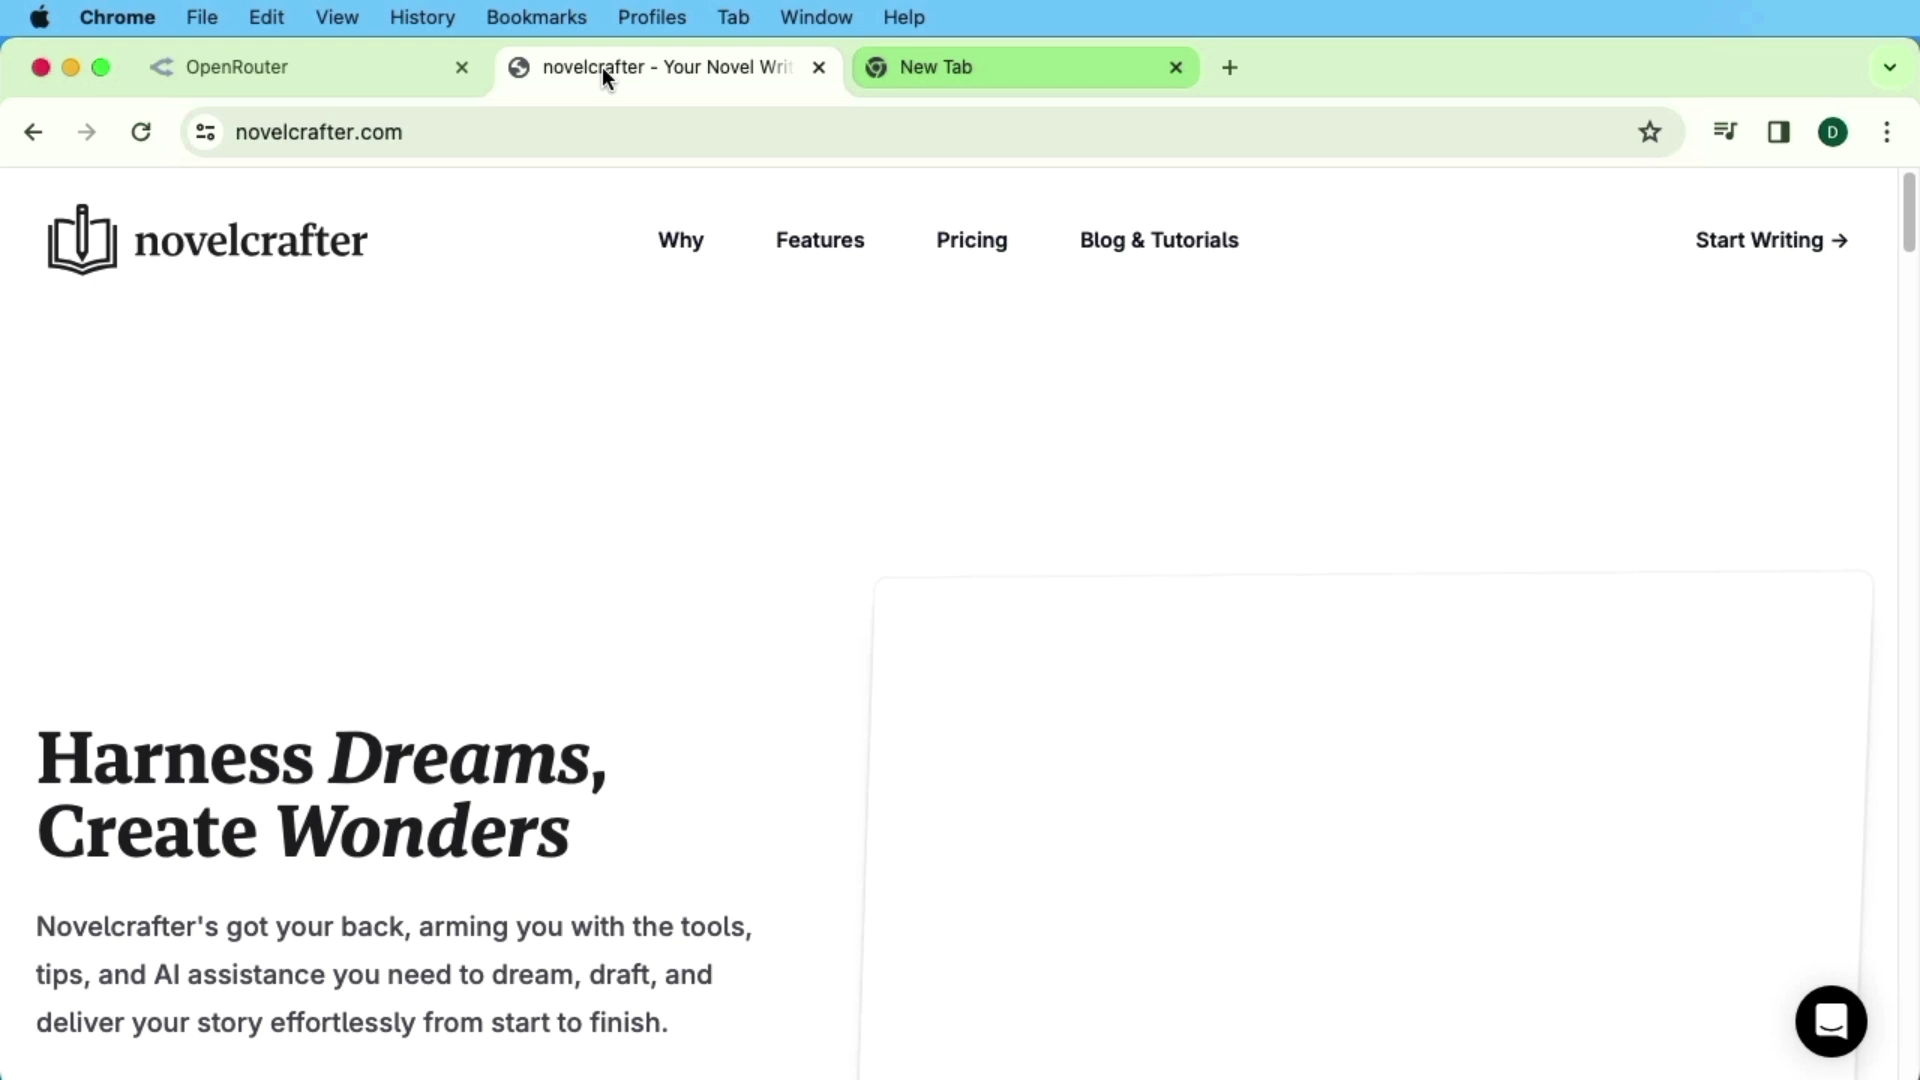 Chrome File Edit View History Bookmarks Profiles Tab Window Help
OpenRouter novelcrafter - Your Novel Writ New Tab
novelcrafter.com D
novelcrafter Why Features Pricing Blog & Tutorials Start Writing →
Harness Dreams,
Create Wonders
Novelcrafter's got your back, arming you with the tools,
tips, and AI assistance you need to dream, draft, and
deliver your story effortlessly from start to finish.